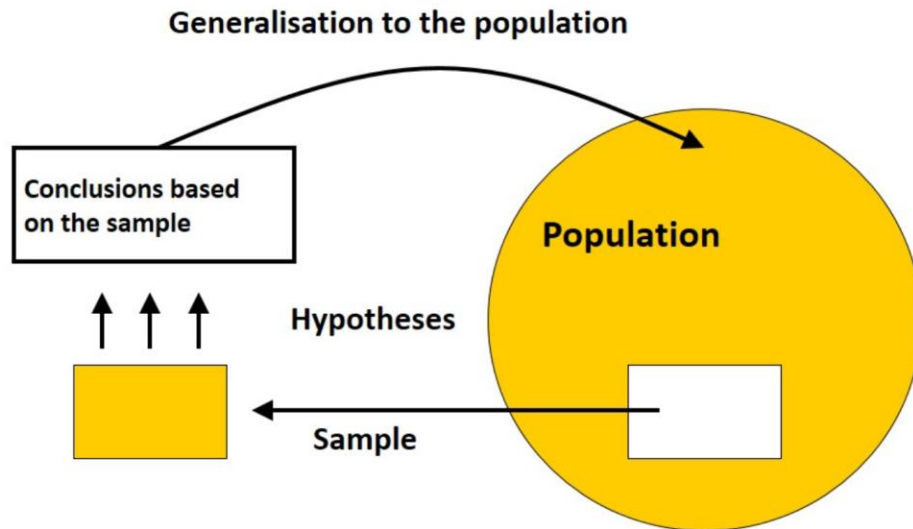 Generalisation to the population
Conclusions based
on the sample
Population
Hypotheses
Sample